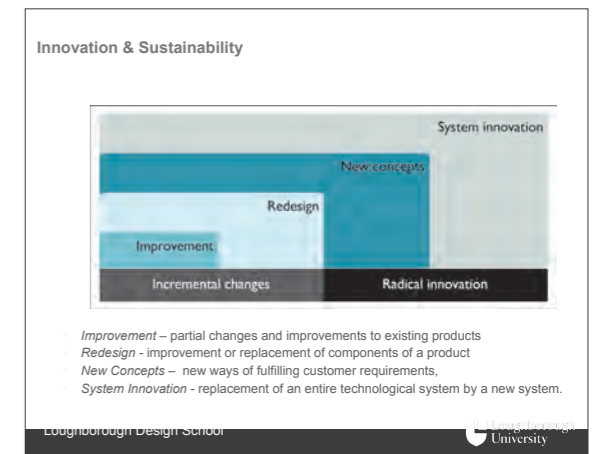 Innovation & Sustainability
System innovation
New concepts
Redesign
Improvement
Incremental changes
Radical innovation
Improvement – partial changes and improvements to existing products
Redesign - improvement or replacement of components of a product
New Concepts – new ways of fulfilling customer requirements,
System Innovation - replacement of an entire technological system by a new system.
Loughborough Design School
Loughborough
University